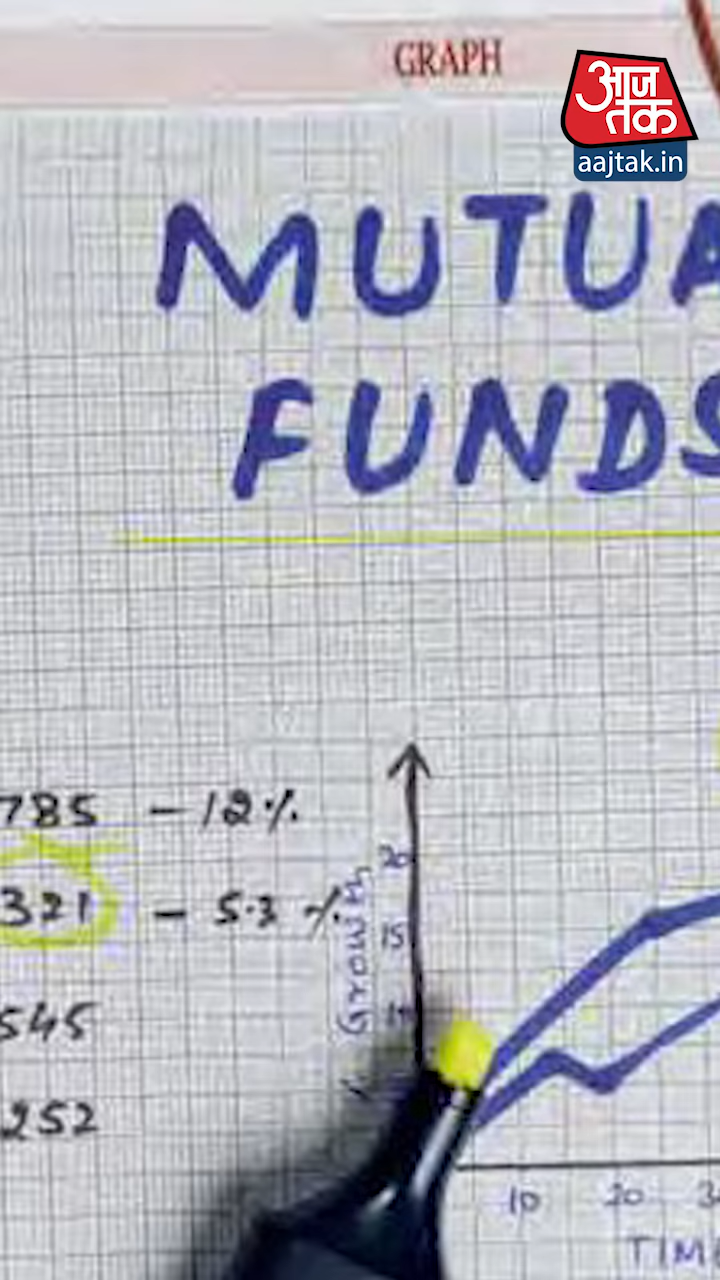 GRAPH
आज
तक
aajtak.in
MUTUA
FUNDS
785 - 12%
321 - 5.3 %
545
252
Growth
20
15
10 20 3
TIM